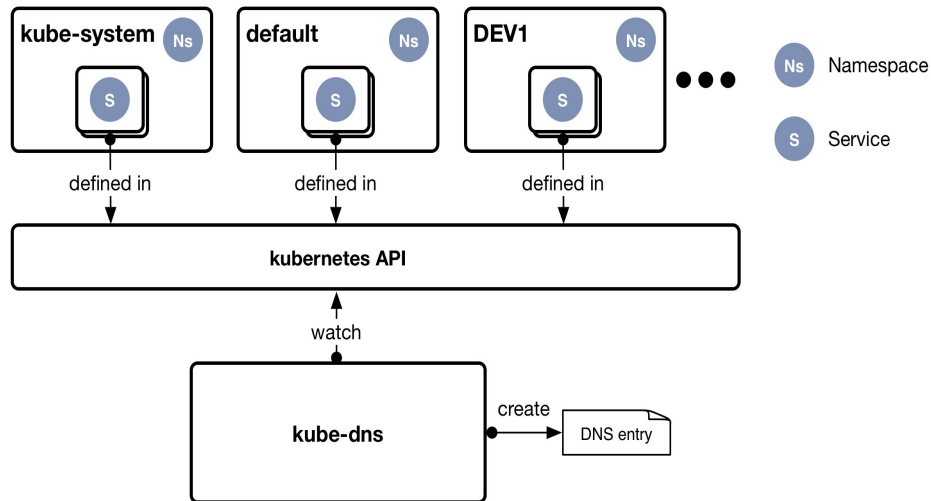 kube-system
Ns
default
Ns
DEV1
Ns
Ns
Namespace
S
S
S
S
Service
defined in
defined in
defined in
kubernetes API
watch
kube-dns
create
DNS entry